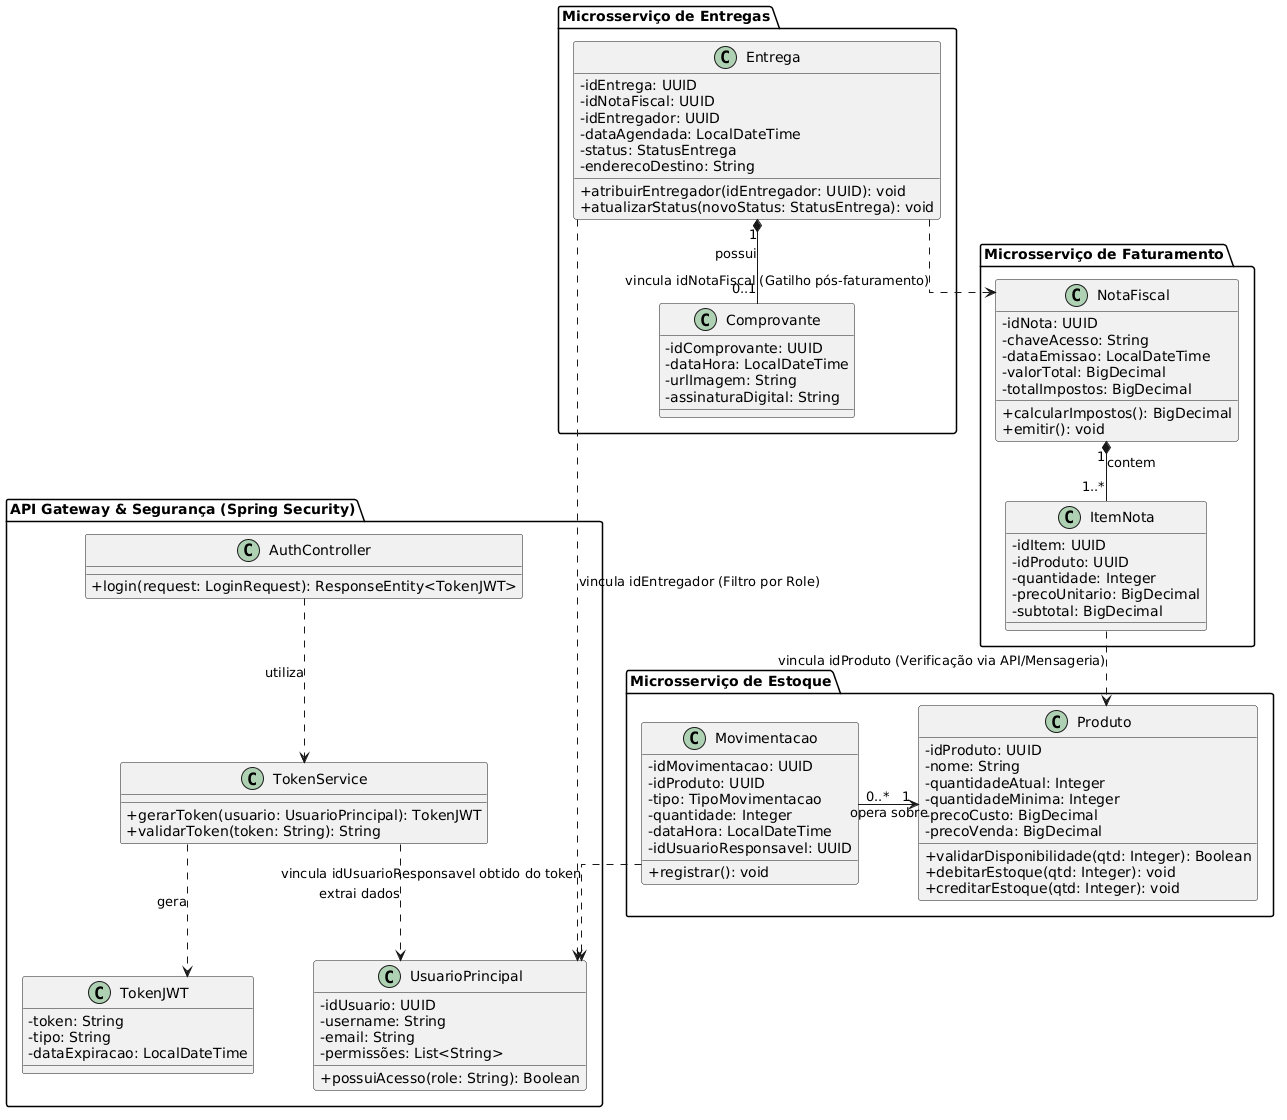 Microsserviço de Entregas
C Entrega
-idEntrega: UUID
-idNotaFiscal: UUID
-idEntregador: UUID
-dataAgendada: LocalDateTime
-status: StatusEntrega
-enderecoDestino: String
+atribuirEntregador(idEntregador: UUID): void
+atualizarStatus(novoStatus: StatusEntrega): void
1
possui
vincula idNotaFiscal (Gatilho pós-faturamento)
0..1
C Comprovante
-idComprovante: UUID
-dataHora: LocalDateTime
-urlImagem: String
-assinaturaDigital: String
Microsserviço de Faturamento
C NotaFiscal
-idNota: UUID
-chaveAcesso: String
-dataEmissao: LocalDateTime
-valorTotal: BigDecimal
-totalImpostos: BigDecimal
+calcularImpostos(): BigDecimal
+emitir(): void
1
contem
1..*
C ItemNota
-idItem: UUID
-idProduto: UUID
-quantidade: Integer
-precoUnitario: BigDecimal
-subtotal: BigDecimal
vincula idProduto (Verificação via API/Mensageria)
API Gateway & Segurança (Spring Security)
C AuthController
+login(request: LoginRequest): ResponseEntity<TokenJWT>
vincula idEntregador (Filtro por Role)
utiliza
C TokenService
+gerarToken(usuario: UsuarioPrincipal): TokenJWT
+validarToken(token: String): String
vincula idUsuarioResponsavel obtido do token
extrai dados
gera
C TokenJWT
-token: String
-tipo: String
-dataExpiracao: LocalDateTime
C UsuarioPrincipal
-idUsuario: UUID
-username: String
-email: String
-permissões: List<String>
+possuiAcesso(role: String): Boolean
Microsserviço de Estoque
C Movimentacao
-idMovimentacao: UUID
-idProduto: UUID
-tipo: TipoMovimentacao
-quantidade: Integer
-dataHora: LocalDateTime
-idUsuarioResponsavel: UUID
+registrar(): void
0..* 1
opera sobre
C Produto
-idProduto: UUID
-nome: String
-quantidadeAtual: Integer
-quantidadeMinima: Integer
-precoCusto: BigDecimal
-precoVenda: BigDecimal
+validarDisponibilidade(qtd: Integer): Boolean
+debitarEstoque(qtd: Integer): void
+creditarEstoque(qtd: Integer): void